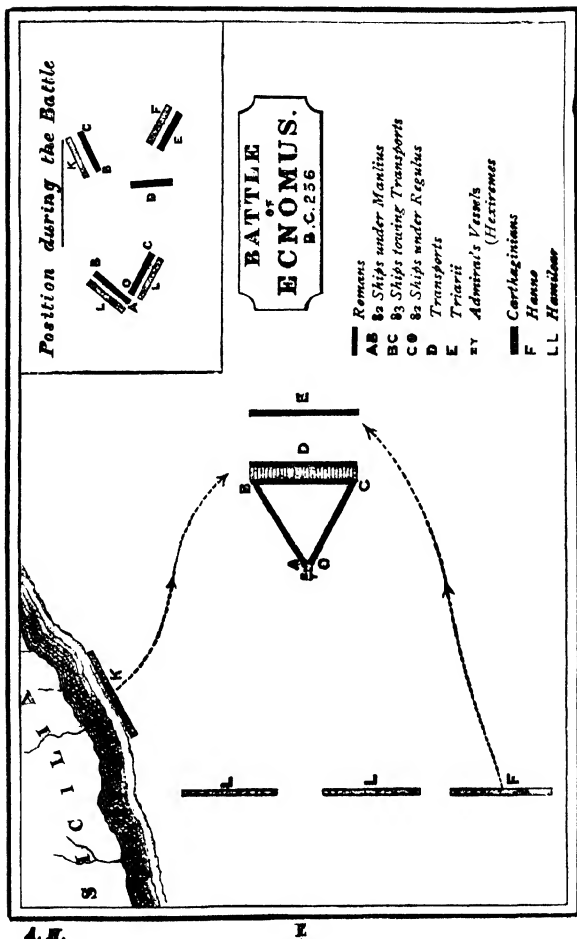 Position during the Battle
K
C
B
F
E
D
B
L
O
C
A
L
BATTLE
OF
ECNOMUS.
B.C. 256
Romans
AB 82 Ships under Manlius
BC 83 Ships towing Transports
CO 82 Ships under Regulus
D Transports
E Triarii
Admiral's Vessels
(Hexiremes)
Carthaginians
F Hanno
LL Hamilcar
SICILIA
K
B
D
E
A
O
C
L
L
F
A.H.
E